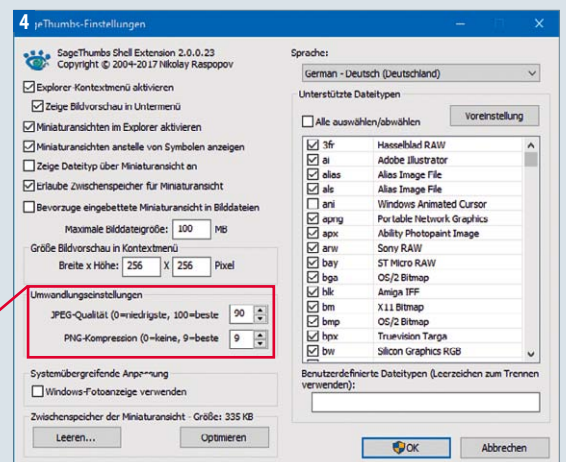 4
geThumbs-Einstellungen
SageThumbs Shell Extension 2.0.0.23
Copyright © 2004-2017 Nikolay Raspopov
Explorer-Kontextmenü aktivieren
Zeige Bildvorschau in Untermenü
Miniaturansichten im Explorer aktivieren
Miniaturansichten anstelle von Symbolen anzeigen
Zeige Dateityp über Miniaturansicht an
Erlaube Zwischenspeicher für Miniaturansicht
Bevorzuge eingebettete Miniaturansicht in Bilddateien
Maximale Bilddateigröße: 100 MB
Größe Bildvorschau in Kontextmenü
Breite x Höhe: 256 X 256 Pixel
Umwandlungseinstellungen
JPEG-Qualität (0=niedrigste, 100=beste 90
PNG-Kompression (0=keine, 9=beste 9
Systemübergreifende Anpassung
Windows-Fotoanzeige verwenden
Zwischenspeicher der Miniaturansicht - Größe: 335 KB
Leeren... Optimieren
Sprache:
German - Deutsch (Deutschland)
Unterstützte Dateitypen
Alle auswählen/abwählen Voreinstellung
3fr Hasselblad RAW
ai Adobe Illustrator
alias Alias Image File
als Alias Image File
ani Windows Animated Cursor
apng Portable Network Graphics
apx Ability Photopaint Image
arw Sony RAW
bay ST Micro RAW
bga OS/2 Bitmap
blk Amiga IFF
bm X11 Bitmap
bmp OS/2 Bitmap
bpx Truevision Targa
bw Silicon Graphics RGB
Benutzerdefinierte Dateitypen (Leerzeichen zum Trennen
verwenden):
OK Abbrechen